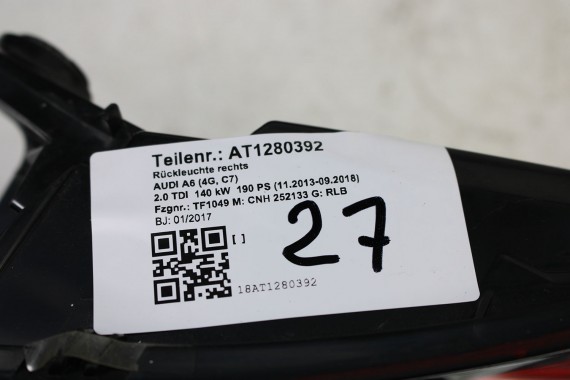 Teilenr.: AT1280392
Rückleuchte rechts
AUDI A6 (4G, C7)
2.0 TDI 140 kW 190 PS (11.2013-09.2018)
Fzgnr.: TF1049 M: CNH 252133 G: RLB
BJ: 01/2017
[ ]
27
18AT1280392